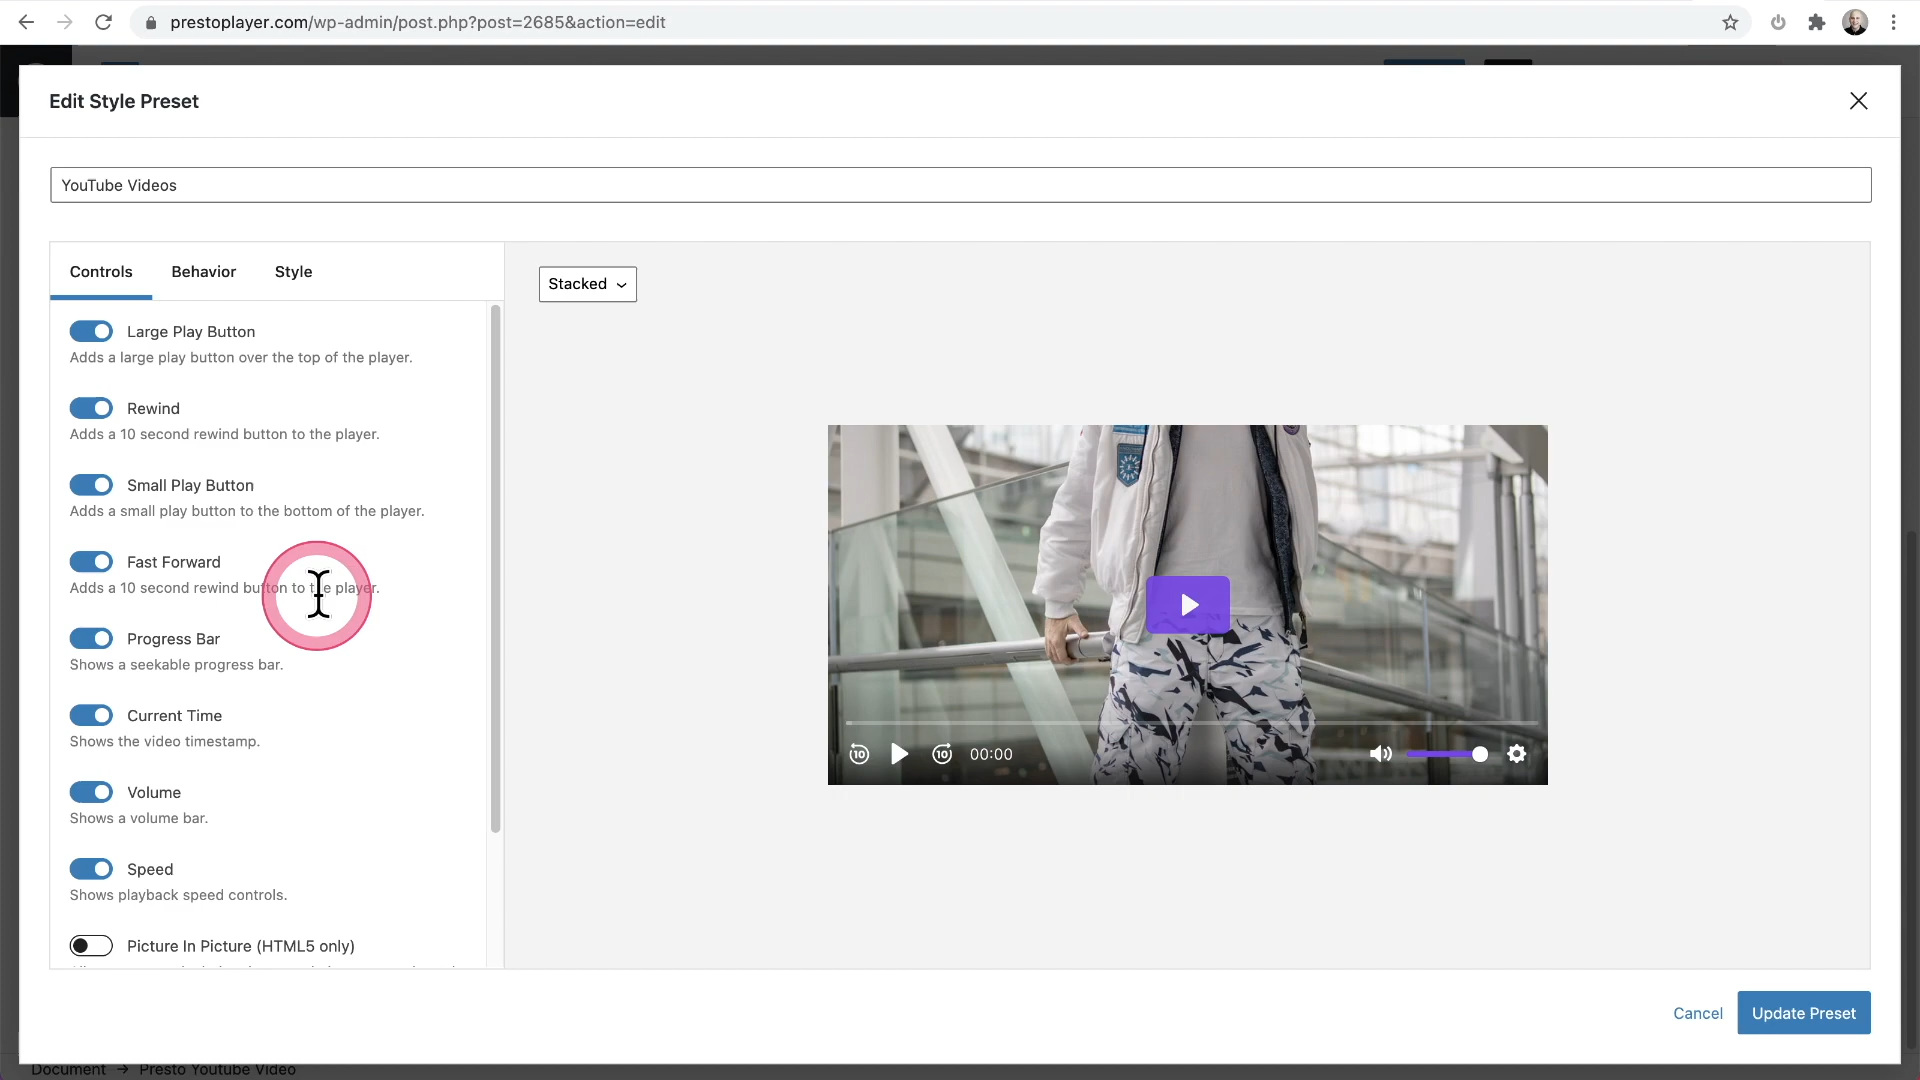 prestoplayer.com/wp-admin/post.php?post=2685&action=edit
Edit Style Preset
YouTube Videos
Controls Behavior Style
Stacked
Large Play Button
Adds a large play button over the top of the player.
Rewind
Adds a 10 second rewind button to the player.
Small Play Button
Adds a small play button to the bottom of the player.
Fast Forward
Adds a 10 second rewind button to the player.
Progress Bar
Shows a seekable progress bar.
Current Time
Shows the video timestamp.
Volume
Shows a volume bar.
Speed
Shows playback speed controls.
Picture In Picture (HTML5 only)
10 10 00:00
Cancel Update Preset
Document → Presto Youtube Video